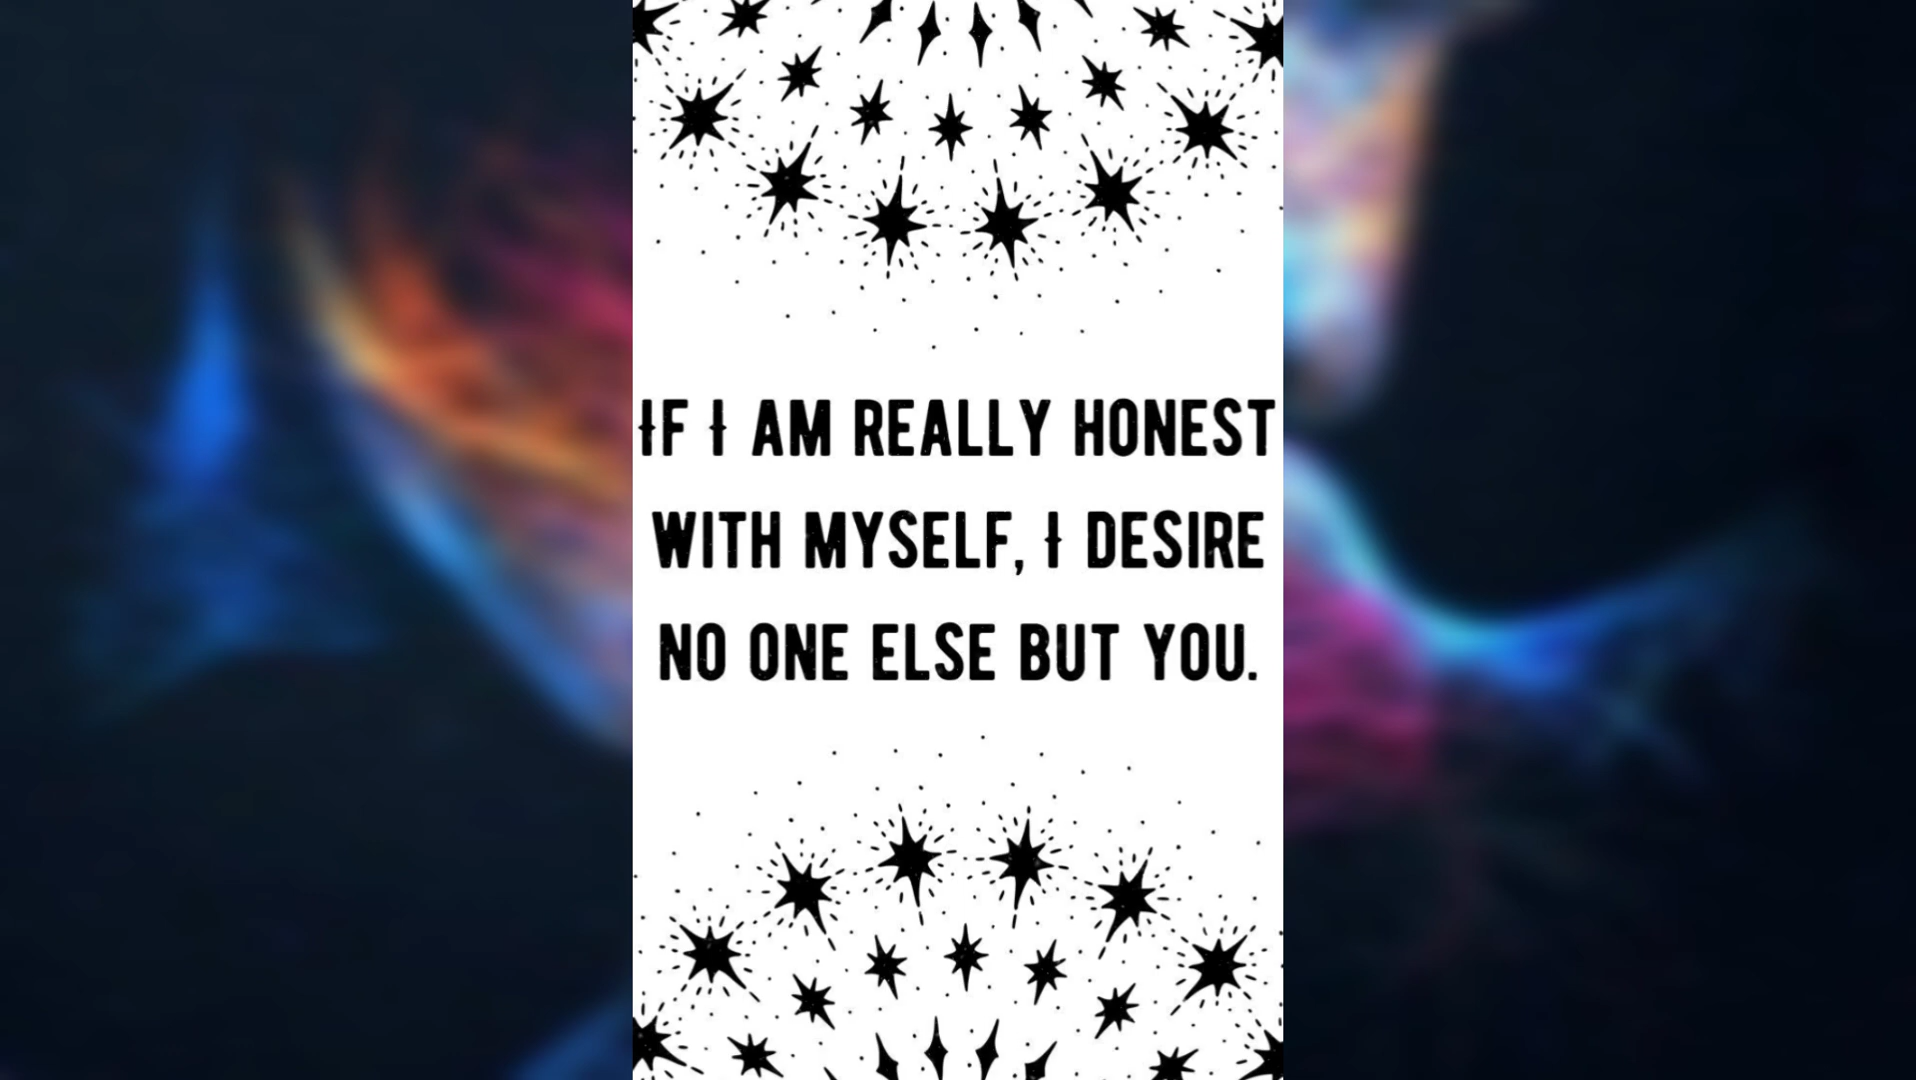 IF I AM REALLY HONEST
WITH MYSELF, I DESIRE
NO ONE ELSE BUT YOU.